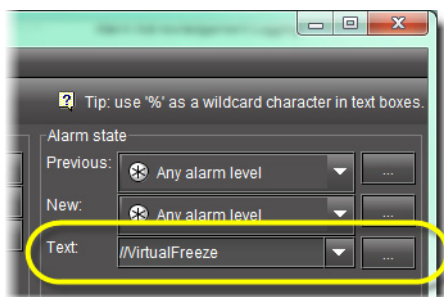 Tip: use '%' as a wildcard character in text boxes.
Alarm state
Previous:
Any alarm level
...
New:
Any alarm level
...
Text:
//VirtualFreeze
...